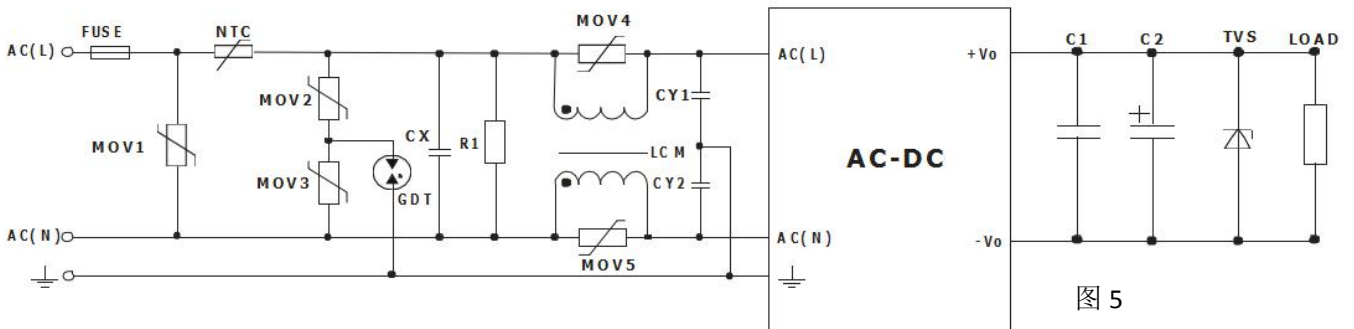 FUSE
NTC
MOV4
AC(L)
AC(L)
+Vo
C1
C2
TVS
LOAD
MOV2
CY1
+
MOV1
CX
R1
LCM
AC-DC
MOV3
CY2
GDT
AC(N)
AC(N)
-Vo
MOV5
图 5